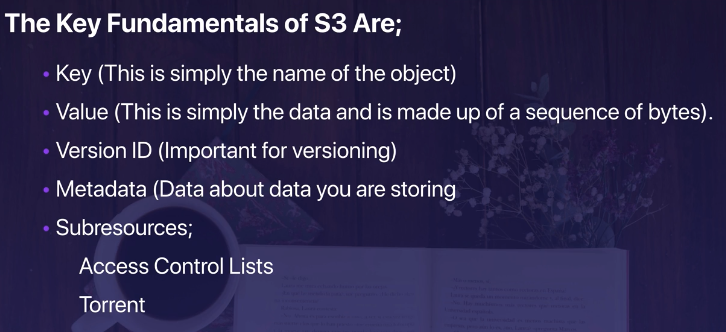 The Key Fundamentals of S3 Are;
• Key (This is simply the name of the object)
• Value (This is simply the data and is made up of a sequence of bytes).
• Version ID (Important for versioning)
• Metadata (Data about data you are storing
• Subresources;
Access Control Lists
Torrent